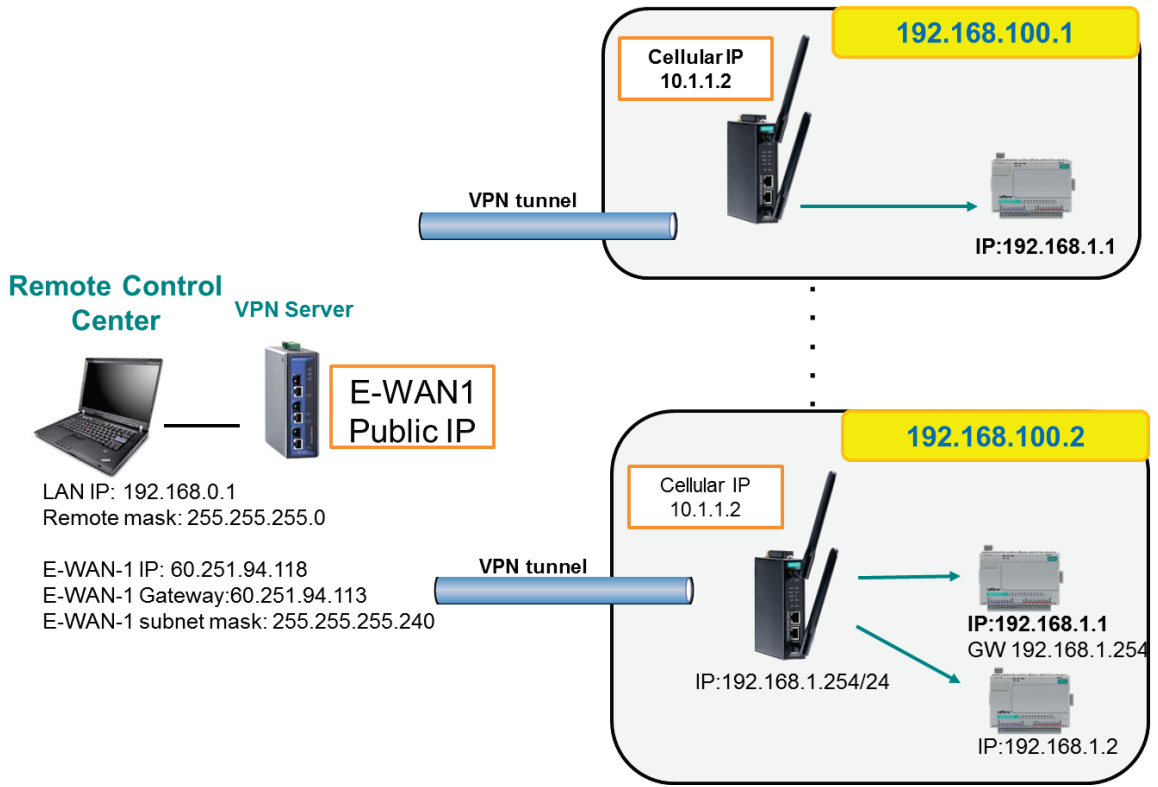 192.168.100.1
Cellular IP
10.1.1.2
VPN tunnel
IP:192.168.1.1
Remote Control
Center
VPN Server
E-WAN1
Public IP
LAN IP: 192.168.0.1
Remote mask: 255.255.255.0
E-WAN-1 IP: 60.251.94.118
E-WAN-1 Gateway:60.251.94.113
E-WAN-1 subnet mask: 255.255.255.240
192.168.100.2
Cellular IP
10.1.1.2
VPN tunnel
IP:192.168.1.254/24
IP:192.168.1.1
GW 192.168.1.254
IP:192.168.1.2